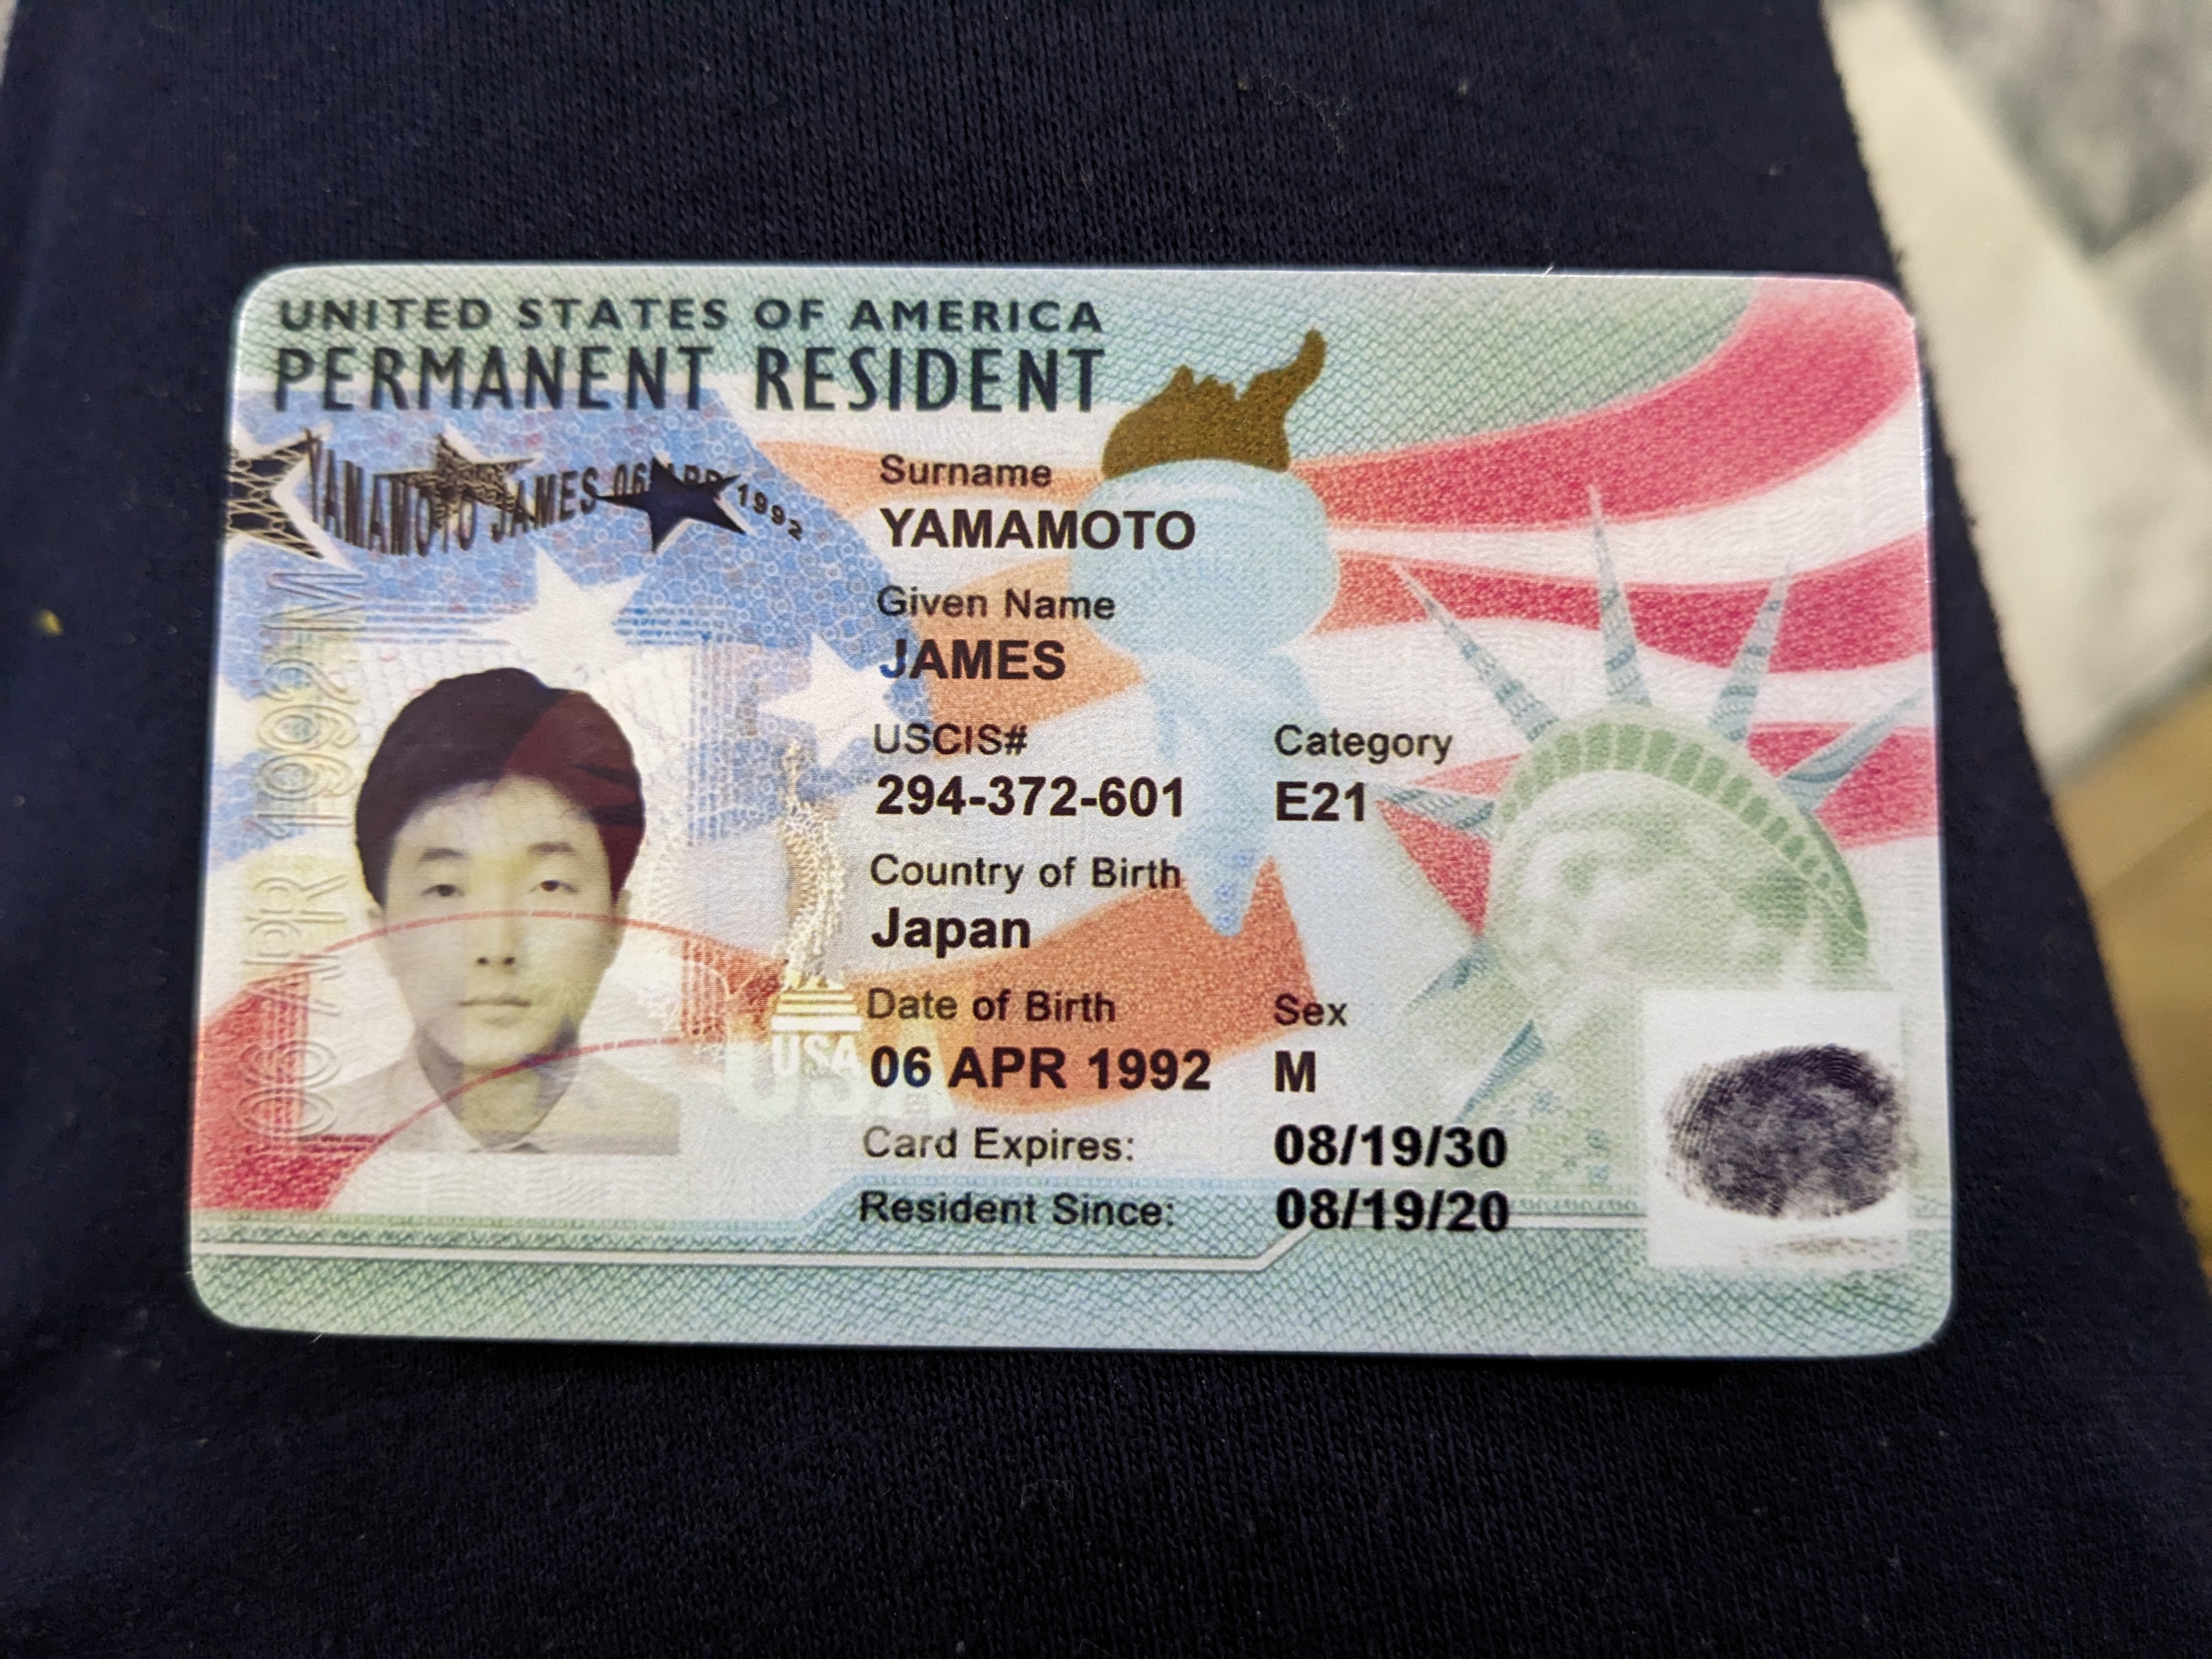 UNITED STATES OF AMERICA
PERMANENT RESIDENT
YAMAMOTO JAMES 06 APR 1992
Surname
YAMAMOTO
Given Name
JAMES
USCIS# Category
294-372-601 E21
Country of Birth
Japan
Date of Birth Sex
06 APR 1992 M
Card Expires: 08/19/30
Resident Since: 08/19/20
06 APR 1992 M
USA
USA